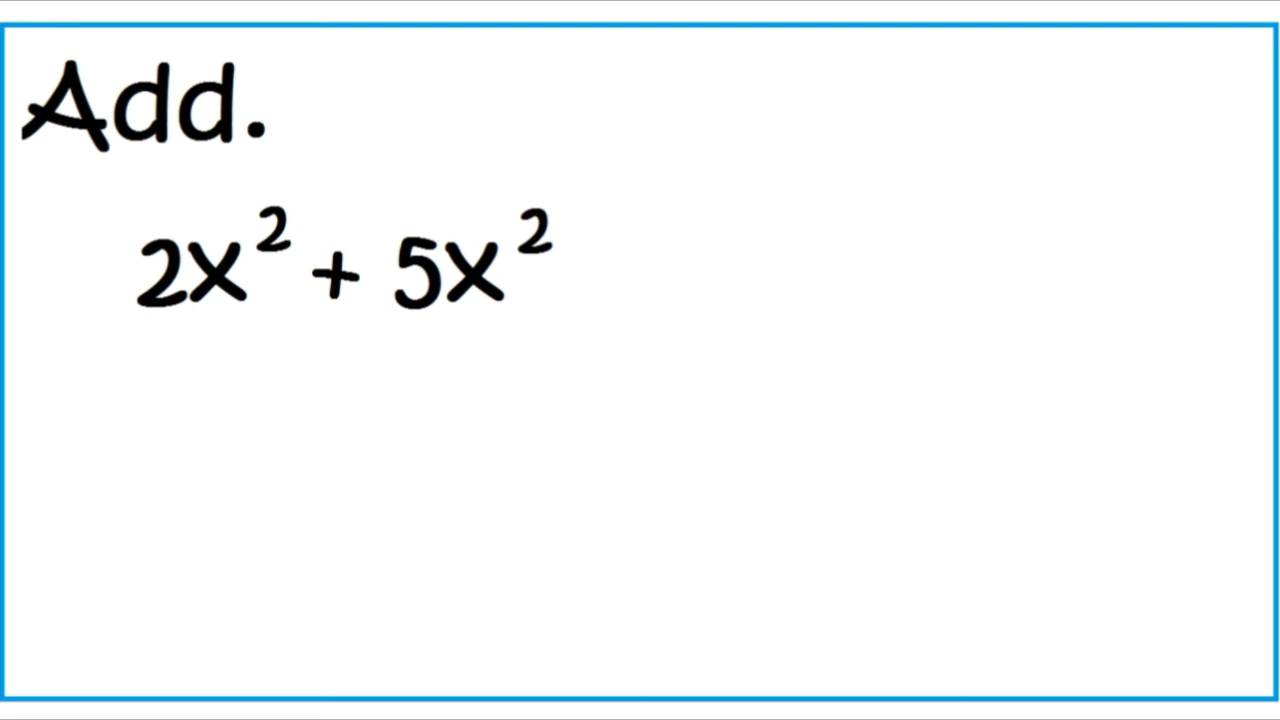 Add.
2x² + 5x²